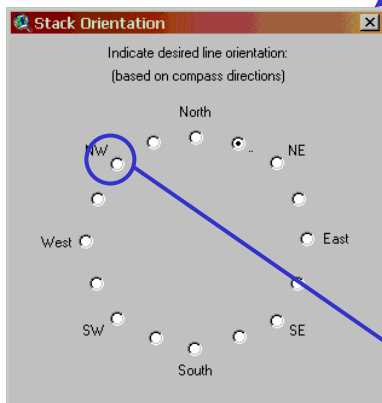 Stack Orientation
Indicate desired line orientation:
(based on compass directions)
North
NW
NE
West
East
SW
SE
South